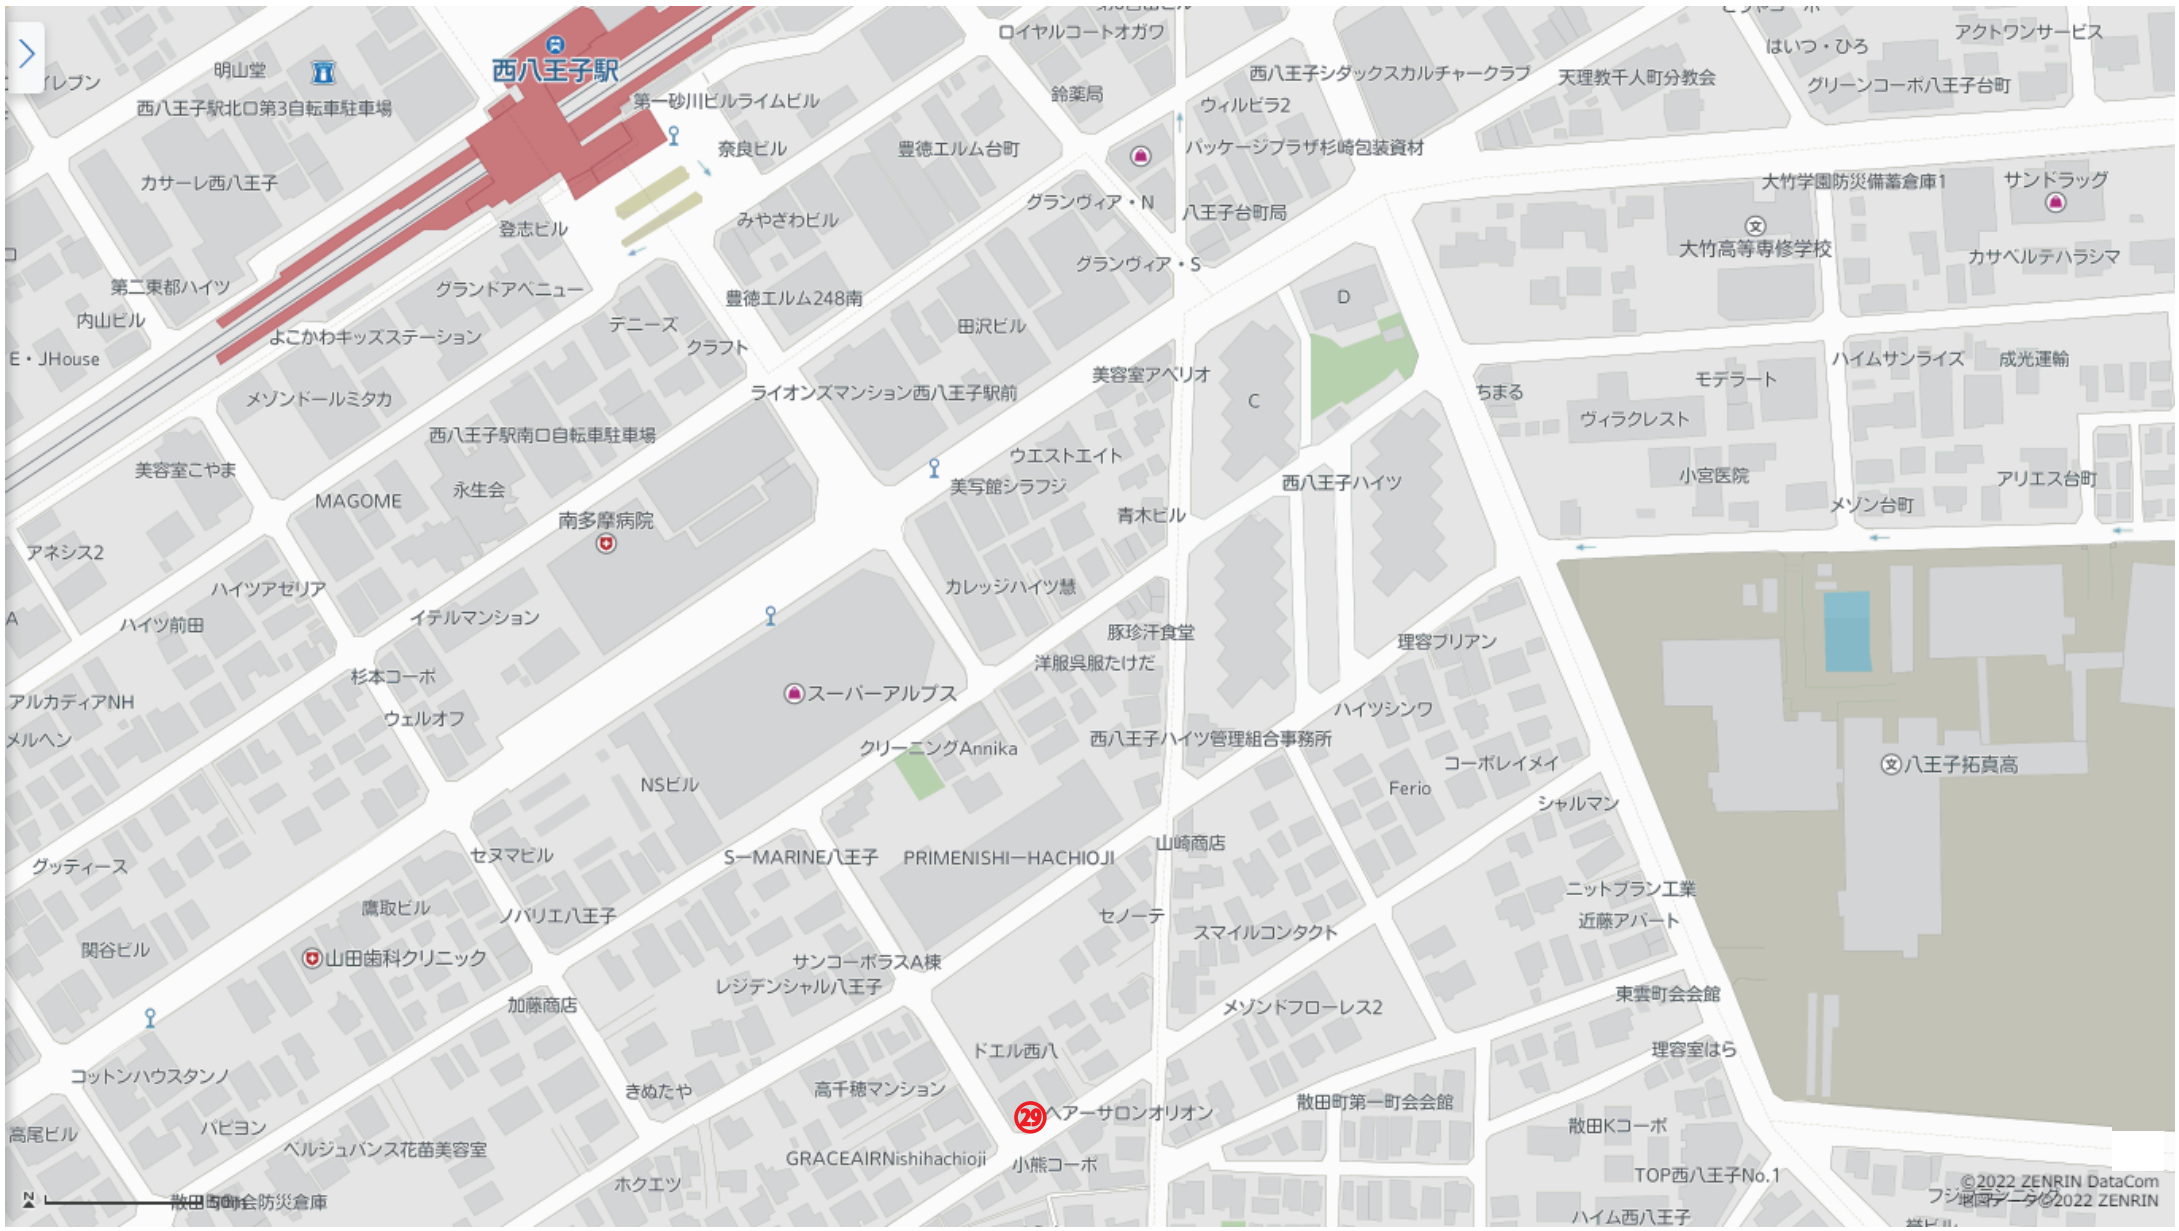 ロイヤルコートオガワ
アクトワンサービス
はいつ・ひろ
明山堂
イレブン
西八王子駅
西八王子シダックスカルチャークラブ
天理教千人町分教会
グリーンコーポ八王子台町
鈴薬局
第一砂川ビルライムビル
ウィルビラ2
西八王子駅北口第3自転車駐車場
奈良ビル
豊徳エルム台町
パッケージプラザ杉崎包装資材
カサーレ西八王子
大竹学園防災備蓄倉庫1
サンドラッグ
グランヴィア・N
八王子台町局
みやざわビル
登志ビル
大竹高等専修学校
カサベルテハラシマ
グランヴィア・S
第二東都ハイツ
グランドアベニュー
豊徳エルム248南
D
内山ビル
デニーズ
田沢ビル
よこかわキッズステーション
クラフト
E・JHouse
ハイムサンライズ
成光運輸
美容室アベリオ
モデラート
メゾンドールミタカ
ライオンズマンション西八王子駅前
C
ちまる
ヴィラクレスト
西八王子駅南口自転車駐車場
美容室こやま
ウエストエイト
小宮医院
アリエス台町
MAGOME
永生会
美写館シラフジ
西八王子ハイツ
メゾン台町
南多摩病院
青木ビル
アネシス2
ハイツアゼリア
カレッジハイツ慧
A
ハイツ前田
イテルマンション
豚珍汗食堂
理容ブリアン
洋服呉服たけだ
杉本コーポ
アルカディアNH
スーパーアルプス
ウェルオフ
ハイツシンワ
メルヘン
クリーニングAnnika
西八王子ハイツ管理組合事務所
コーポレイメイ
八王子拓真高
NSビル
Ferio
シャルマン
山崎商店
グッティース
セヌマビル
SーMARINE八王子
PRIMENISHIーHACHIOJI
ニットプラン工業
鷹取ビル
ノバリエ八王子
セノーテ
近藤アパート
スマイルコンタクト
関谷ビル
山田歯科クリニック
サンコーポラスA棟
レジデンシャル八王子
東雲町会会館
加藤商店
メゾンドフローレス2
ドエル西八
理容室はら
コットンハウスタンノ
きぬたや
高千穂マンション
散田町第一町会会館
㉙
ヘアーサロンオリオン
パピヨン
高尾ビル
散田Kコーポ
ベルジュバンス花苗美容室
GRACEAIRNishihachioji
小熊コーポ
TOP西八王子No.1
ホクエツ
©2022 ZENRIN DataCom
地図データ©2022 ZENRIN
N
50m
ハイム西八王子